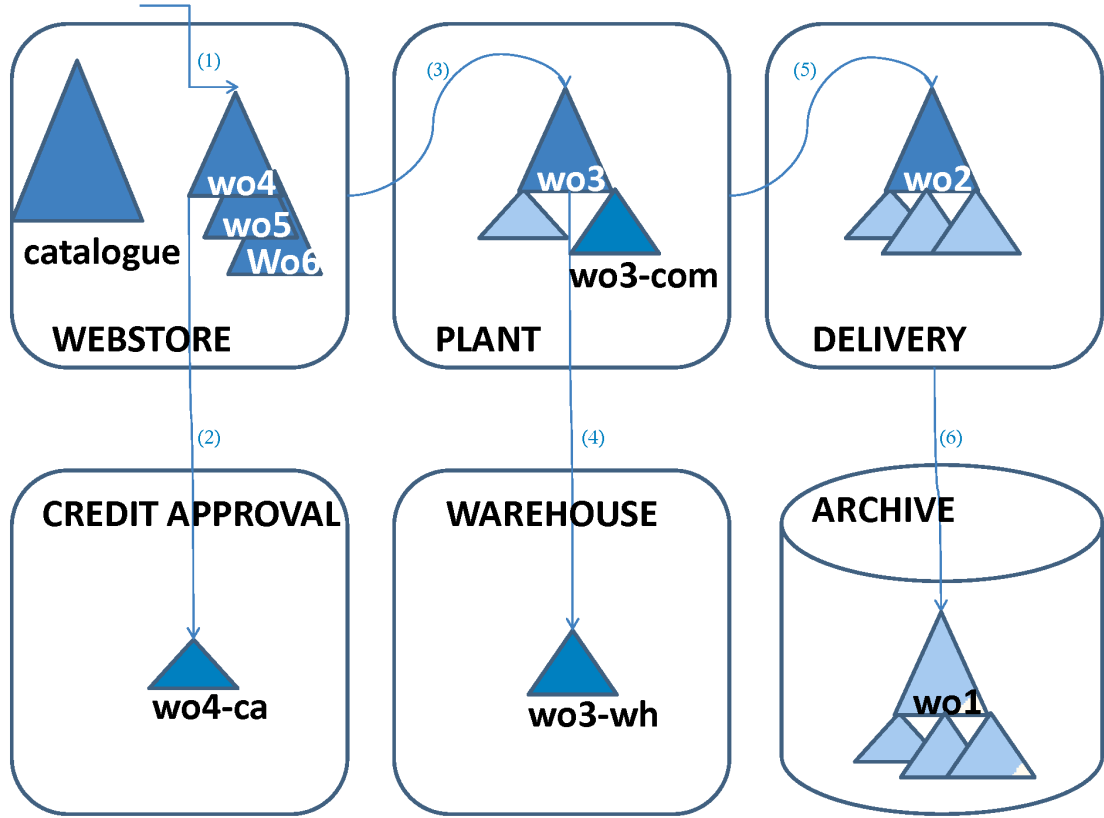 (1)
(3)
(5)
wo4
wo5
Wo6
catalogue
WEBSTORE
wo3
wo3-com
PLANT
wo2
DELIVERY
(2)
(4)
(6)
CREDIT APPROVAL
wo4-ca
WAREHOUSE
wo3-wh
ARCHIVE
wo1